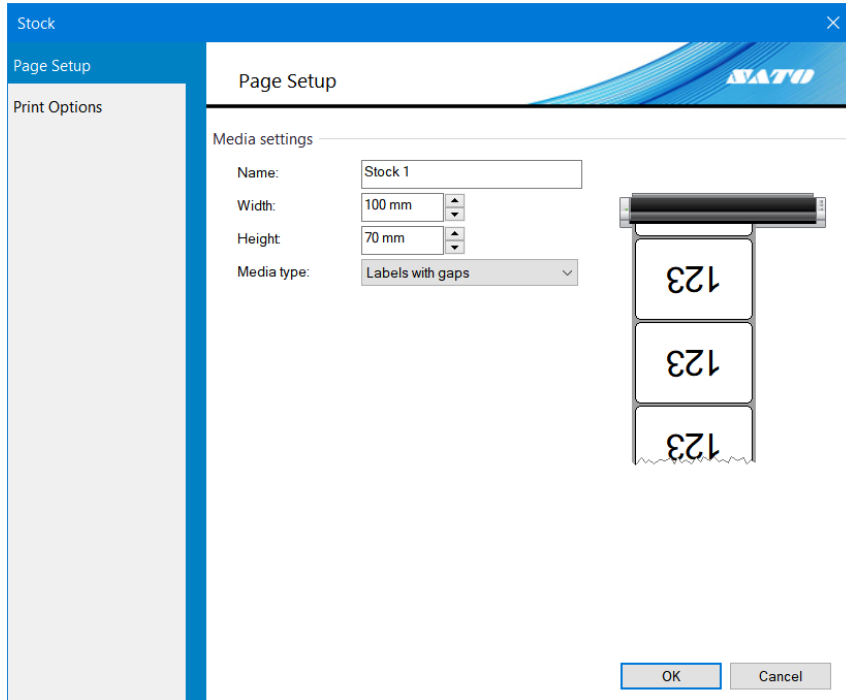 Stock
Page Setup
Print Options
Page Setup
SATO
Media settings
Name: Stock 1
Width: 100 mm
Height: 70 mm
Media type: Labels with gaps
123
123
123
OK Cancel